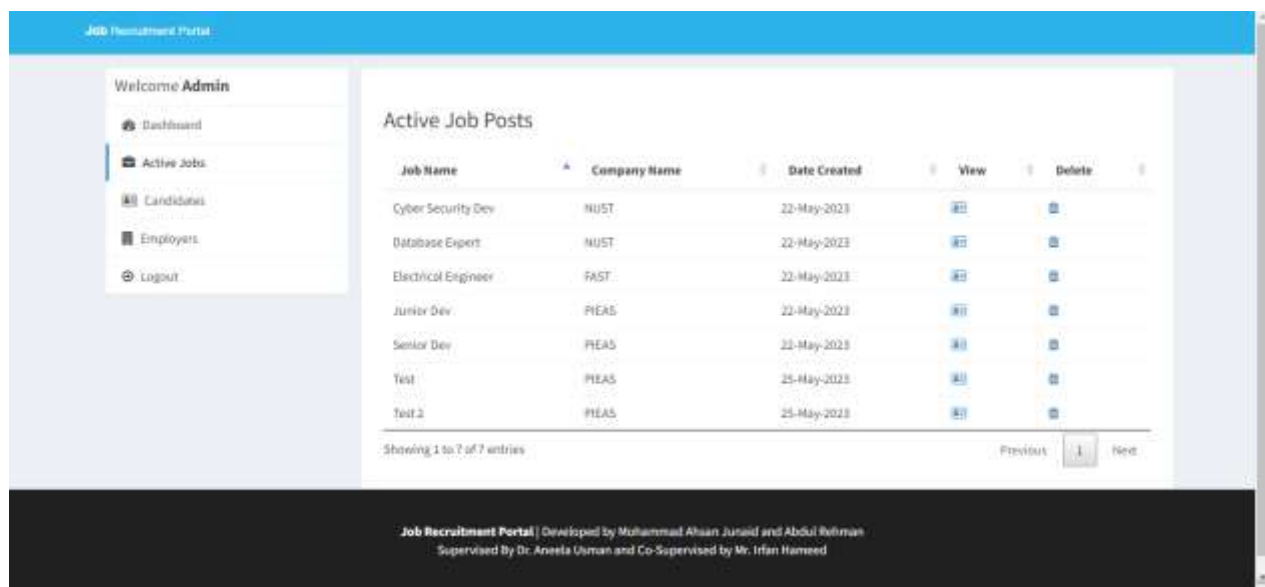 Job Recruitment Portal
Welcome Admin
Dashboard
Active Jobs
Candidates
Employers
Logout
Active Job Posts
Job Name Company Name Date Created View Delete
Cyber Security Dev NUST 22-May-2023
Database Expert NUST 22-May-2023
Electrical Engineer FAST 22-May-2023
Junior Dev PIEAS 22-May-2023
Senior Dev PIEAS 22-May-2023
Test PIEAS 25-May-2023
Test 2 PIEAS 25-May-2023
Showing 1 to 7 of 7 entries
Previous 1 Next
Job Recruitment Portal | Developed by Mohammad Ahsan Junaid and Abdul Rehman
Supervised By Dr. Aneela Usman and Co-Supervised by Mr. Irfan Hameed